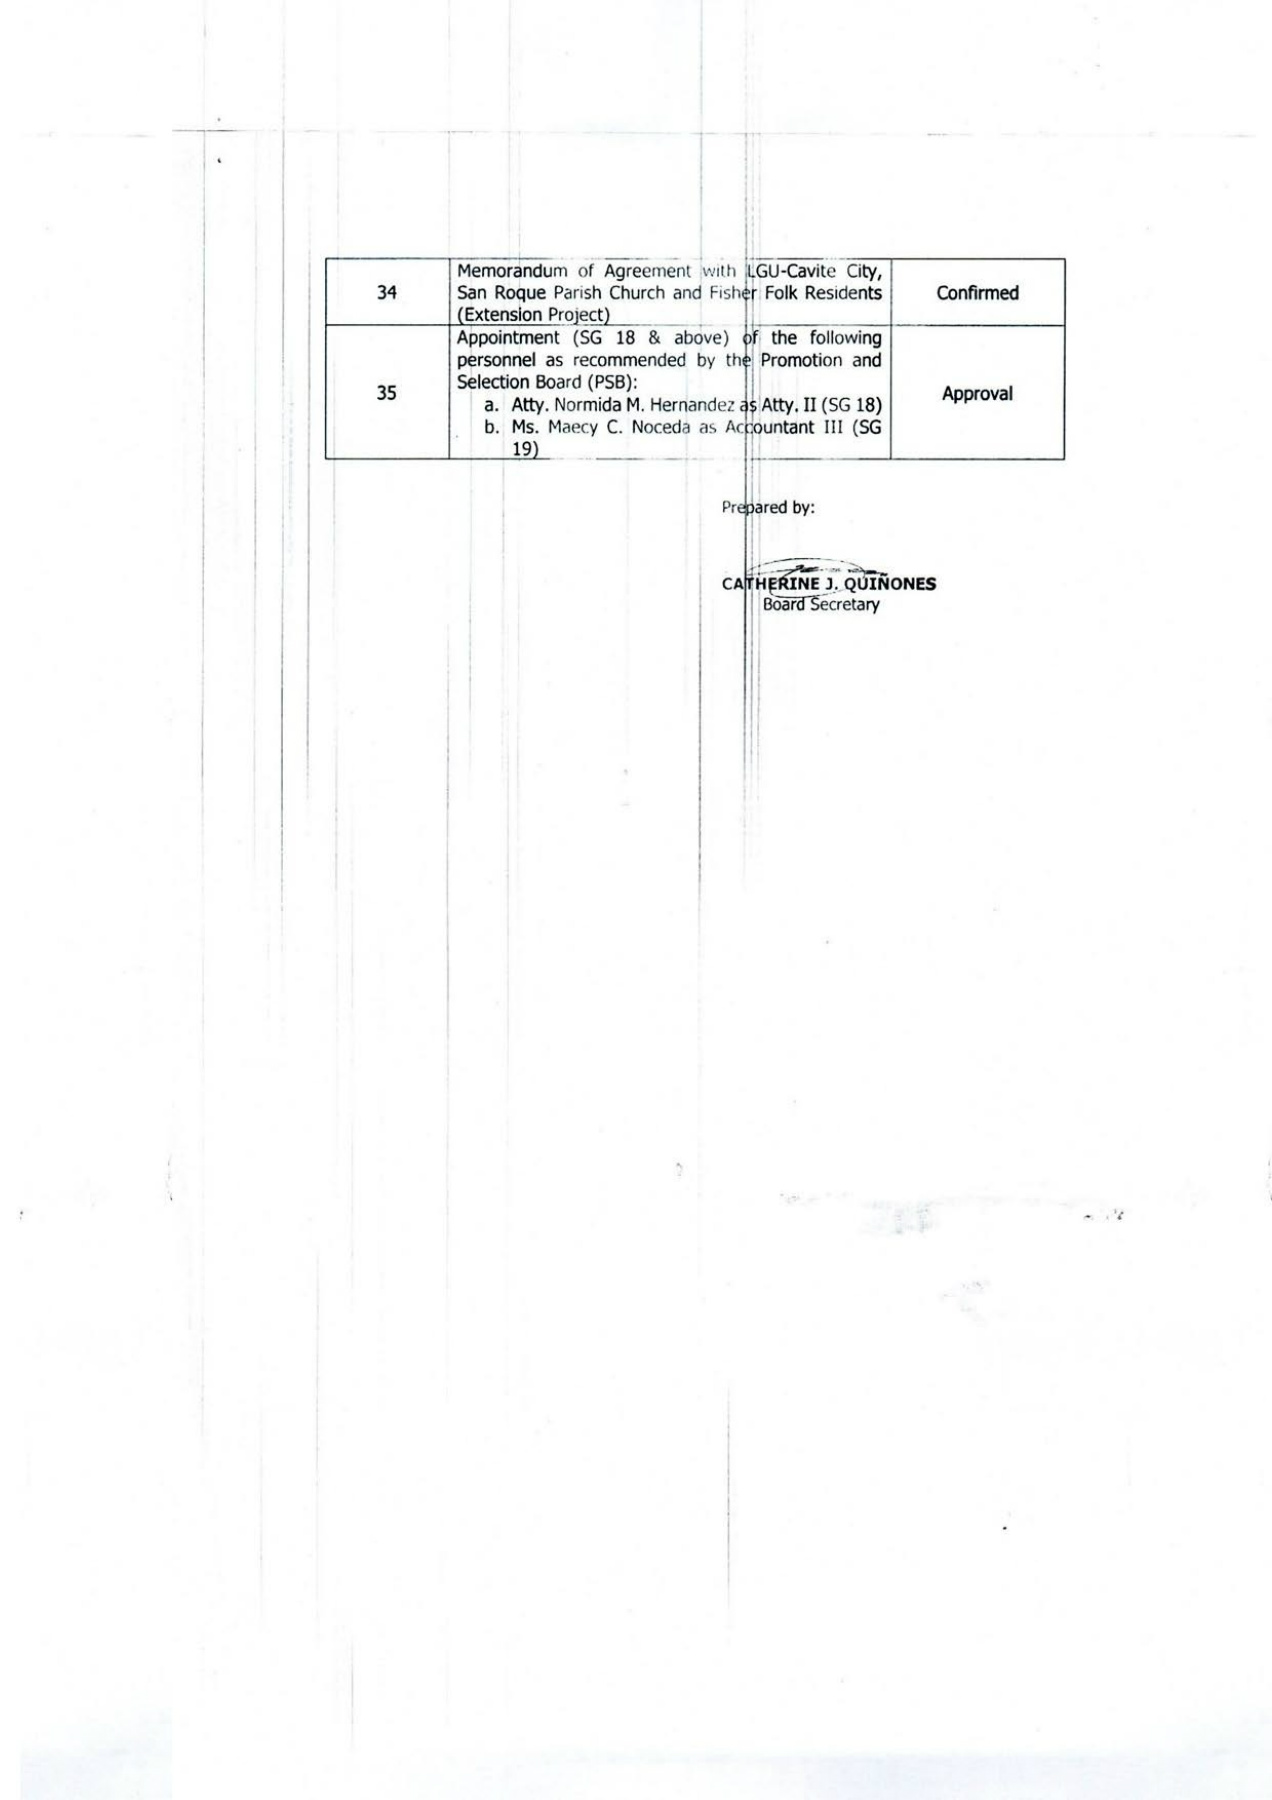 34
Memorandum of Agreement with LGU-Cavite City,
San Roque Parish Church and Fisher Folk Residents
(Extension Project)
Confirmed
35
Appointment (SG 18 & above) of the following
personnel as recommended by the Promotion and
Selection Board (PSB):
a. Atty. Normida M. Hernandez as Atty. II (SG 18)
b. Ms. Maecy C. Noceda as Accountant III (SG
19)
Approval
Prepared by:
CATHERINE J. QUIÑONES
Board Secretary